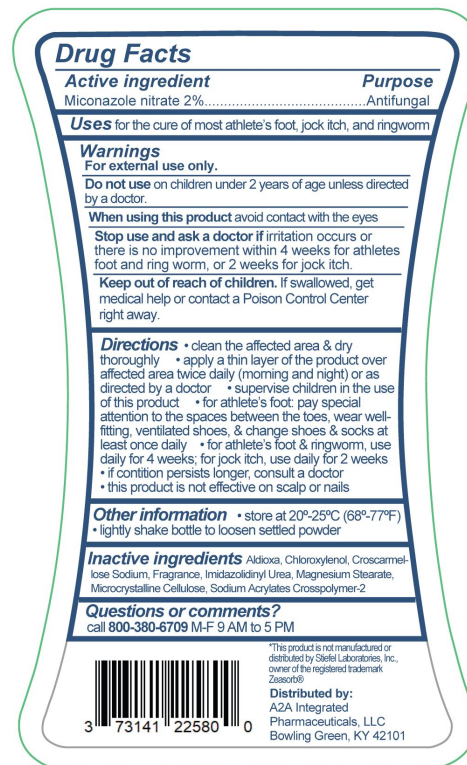 Drug Facts
Active ingredient Purpose
Miconazole nitrate 2%........................................Antifungal
Uses for the cure of most athlete's foot, jock itch, and ringworm
Warnings
For external use only.
Do not use on children under 2 years of age unless directed
by a doctor.
When using this product avoid contact with the eyes
Stop use and ask a doctor if irritation occurs or
there is no improvement within 4 weeks for athletes
foot and ring worm, or 2 weeks for jock itch.
Keep out of reach of children. If swallowed, get
medical help or contact a Poison Control Center
right away.
Directions • clean the affected area & dry
thoroughly • apply a thin layer of the product over
affected area twice daily (morning and night) or as
directed by a doctor • supervise children in the use
of this product • for athlete's foot: pay special
attention to the spaces between the toes, wear well-
fitting, ventilated shoes, & change shoes & socks at
least once daily • for athlete's foot & ringworm, use
daily for 4 weeks; for jock itch, use daily for 2 weeks
• if contition persists longer, consult a doctor
• this product is not effective on scalp or nails
Other information • store at 20º-25ºC (68º-77ºF)
• lightly shake bottle to loosen settled powder
Inactive ingredients Aldioxa, Chloroxylenol, Croscarmel-
lose Sodium, Fragrance, Imidazolidinyl Urea, Magnesium Stearate,
Microcrystalline Cellulose, Sodium Acrylates Crosspolymer-2
Questions or comments?
call 800-380-6709 M-F 9 AM to 5 PM
*This product is not manufactured or
distributed by Stiefel Laboratories, Inc.,
owner of the registered trademark
Zeasorb®
Distributed by:
A2A Integrated
Pharmaceuticals, LLC
Bowling Green, KY 42101
3 73141 22580 0